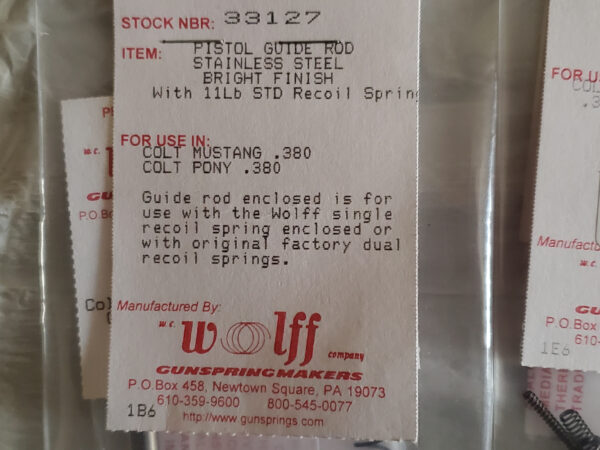 STOCK NBR: 33127
ITEM: PISTOL GUIDE ROD
STAINLESS STEEL
BRIGHT FINISH
With 11Lb STD Recoil Spring
FOR USE IN:
COLT MUSTANG .380
COLT PONY .380
Guide rod enclosed is for
use with the Wolff single
recoil spring enclosed or
with original factory dual
recoil springs.
Manufactured By:
W.C. Wolff company
GUNSPRINGMAKERS
P.O.Box 458, Newtown Square, PA 19073
610-359-9600 800-545-0077
1B6 http://www.gunsprings.com
P.O.B
FOR U
Manufactu
W.C.
GU
P.O.Box
610-
1E6